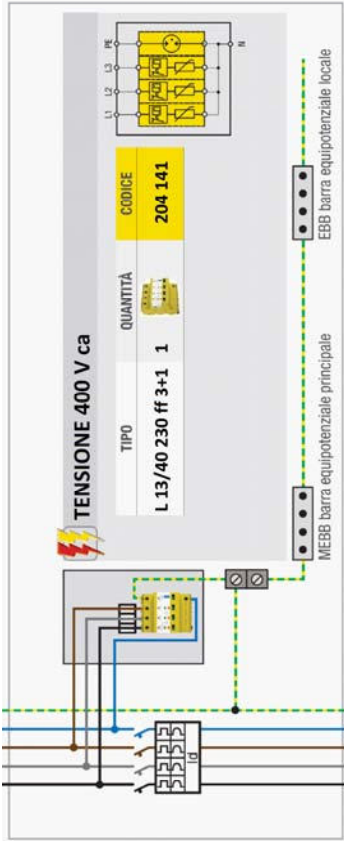 TENSIONE 400 V ca
TIPO
QUANTITÀ
CODICE
L 13/40 230 ff 3+1
1
204 141
L1
L2
L3
PE
N
Id
MEBB barra equipotenziale principale
EBB barra equipotenziale locale